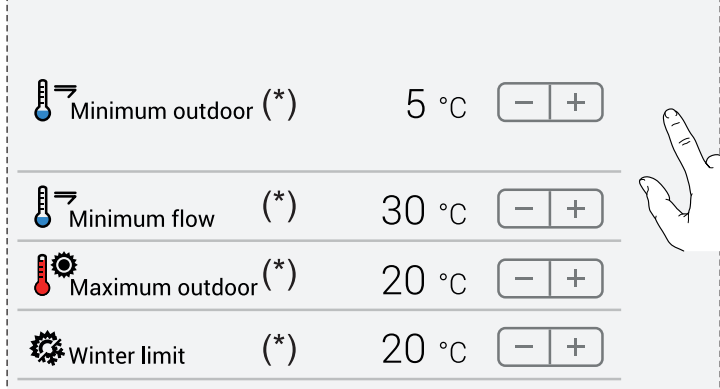 Minimum outdoor (*) 5 °C − +
Minimum flow (*) 30 °C − +
Maximum outdoor (*) 20 °C − +
Winter limit (*) 20 °C − +